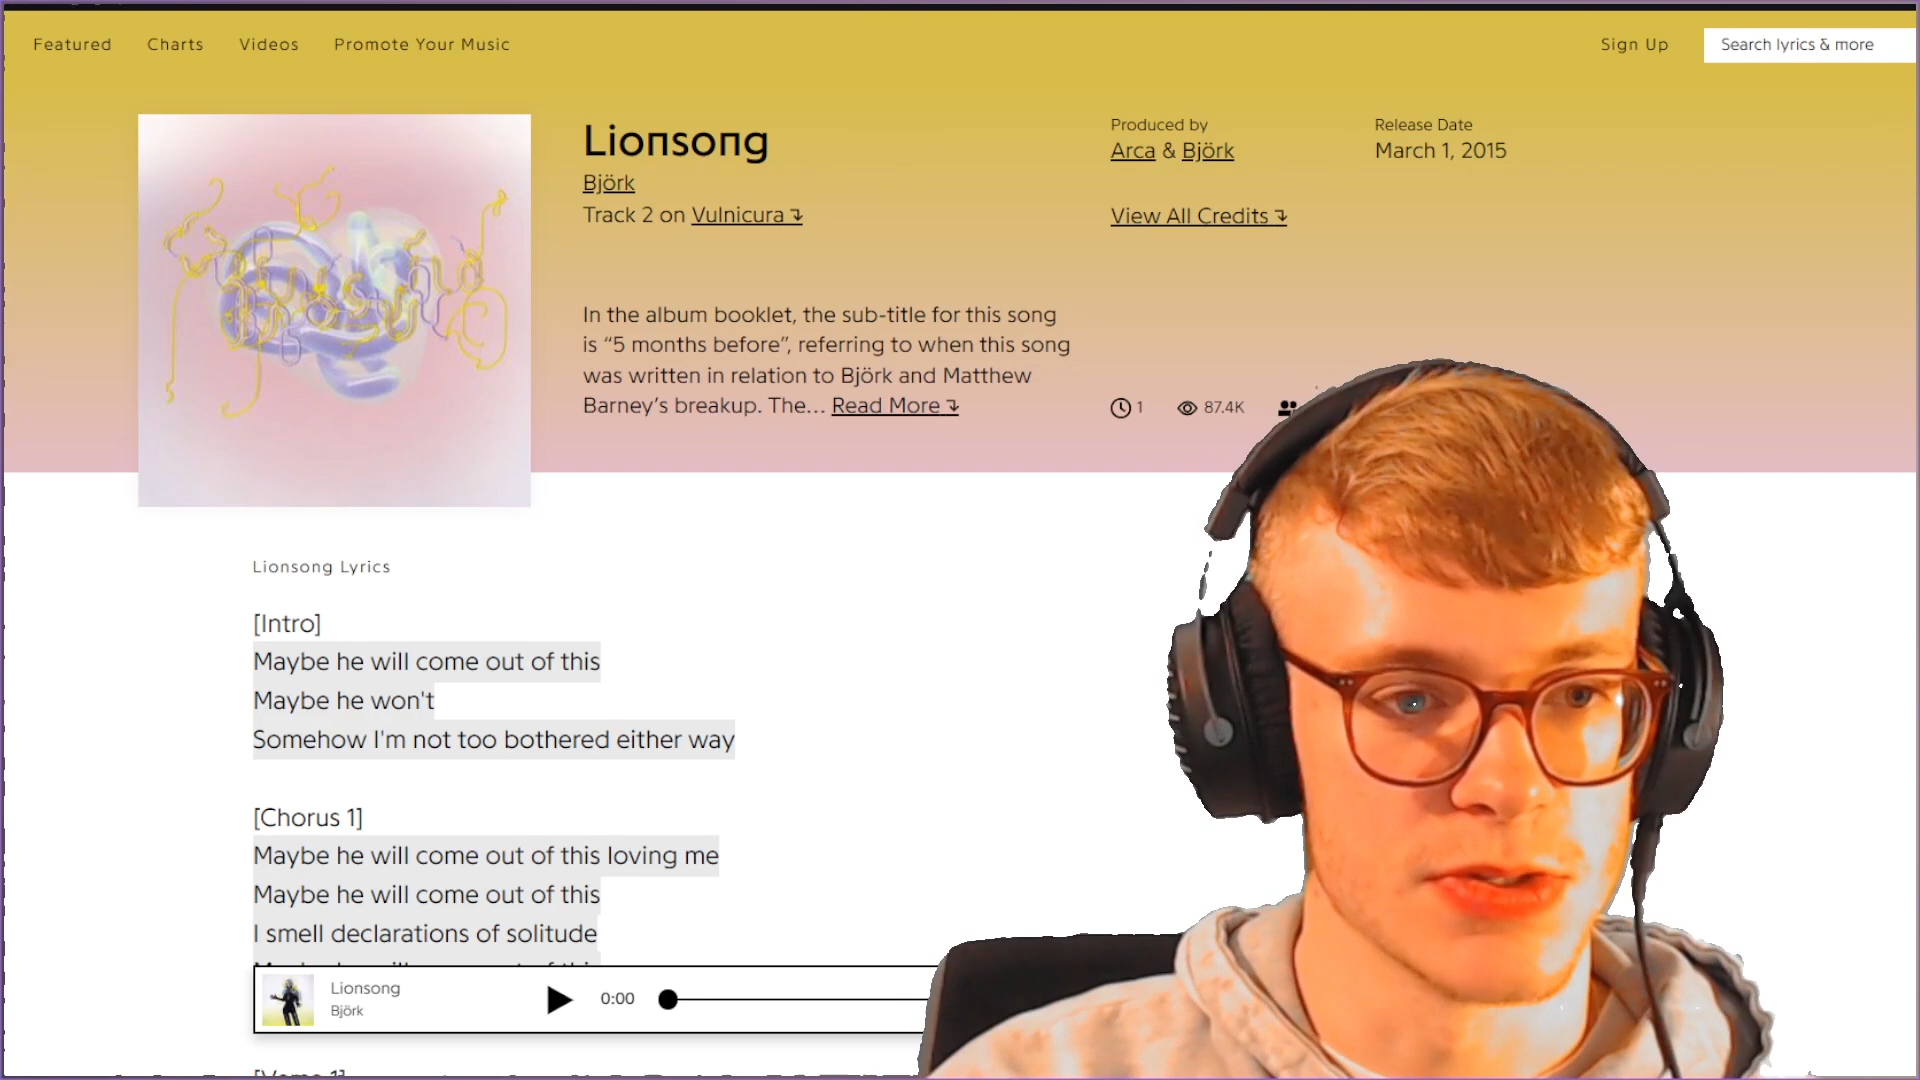 Featured Charts Videos Promote Your Music Sign Up Search lyrics & more
Lionsong
Björk
Track 2 on Vulnicura
Produced by
Arca & Björk
Release Date
March 1, 2015
View All Credits
In the album booklet, the sub-title for this song
is “5 months before”, referring to when this song
was written in relation to Björk and Matthew
Barney’s breakup. The... Read More
1 87.4K
Lionsong Lyrics
[Intro]
Maybe he will come out of this
Maybe he won't
Somehow I'm not too bothered either way
[Chorus 1]
Maybe he will come out of this loving me
Maybe he will come out of this
I smell declarations of solitude
Lionsong
Björk
0:00